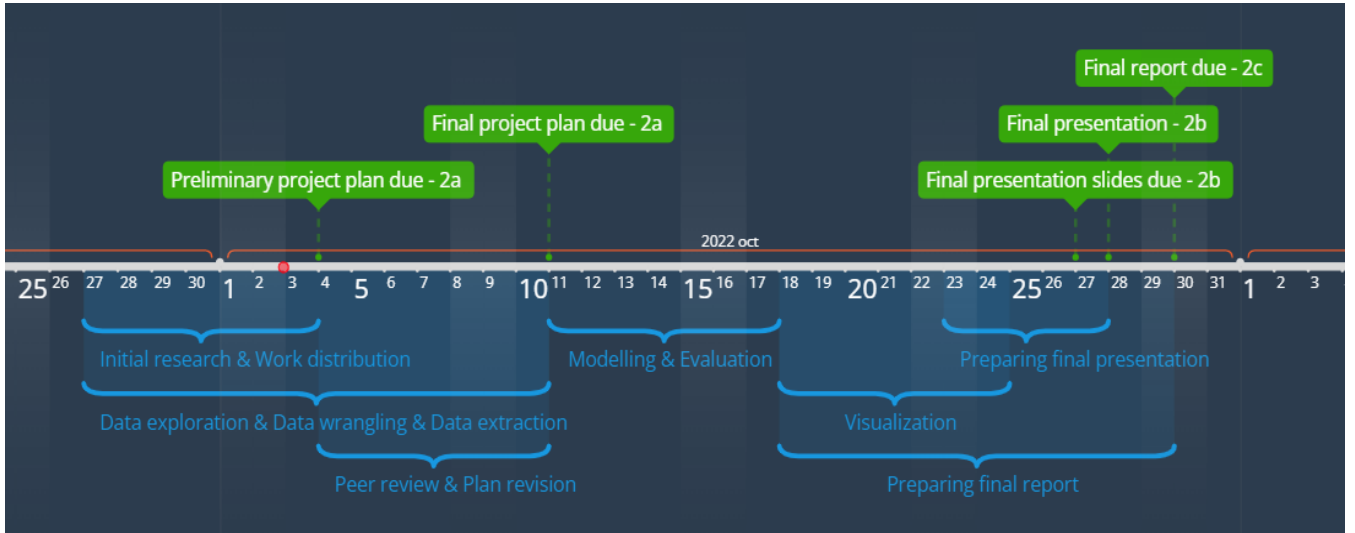 Final report due - 2c
Final project plan due - 2a
Final presentation - 2b
Preliminary project plan due - 2a
Final presentation slides due - 2b
2022 oct
25 26 27 28 29 30 1 2 3 4 5 6 7 8 9 10 11 12 13 14 15 16 17 18 19 20 21 22 23 24 25 26 27 28 29 30 31 1 2 3
Initial research & Work distribution
Modelling & Evaluation
Preparing final presentation
Data exploration & Data wrangling & Data extraction
Visualization
Peer review & Plan revision
Preparing final report